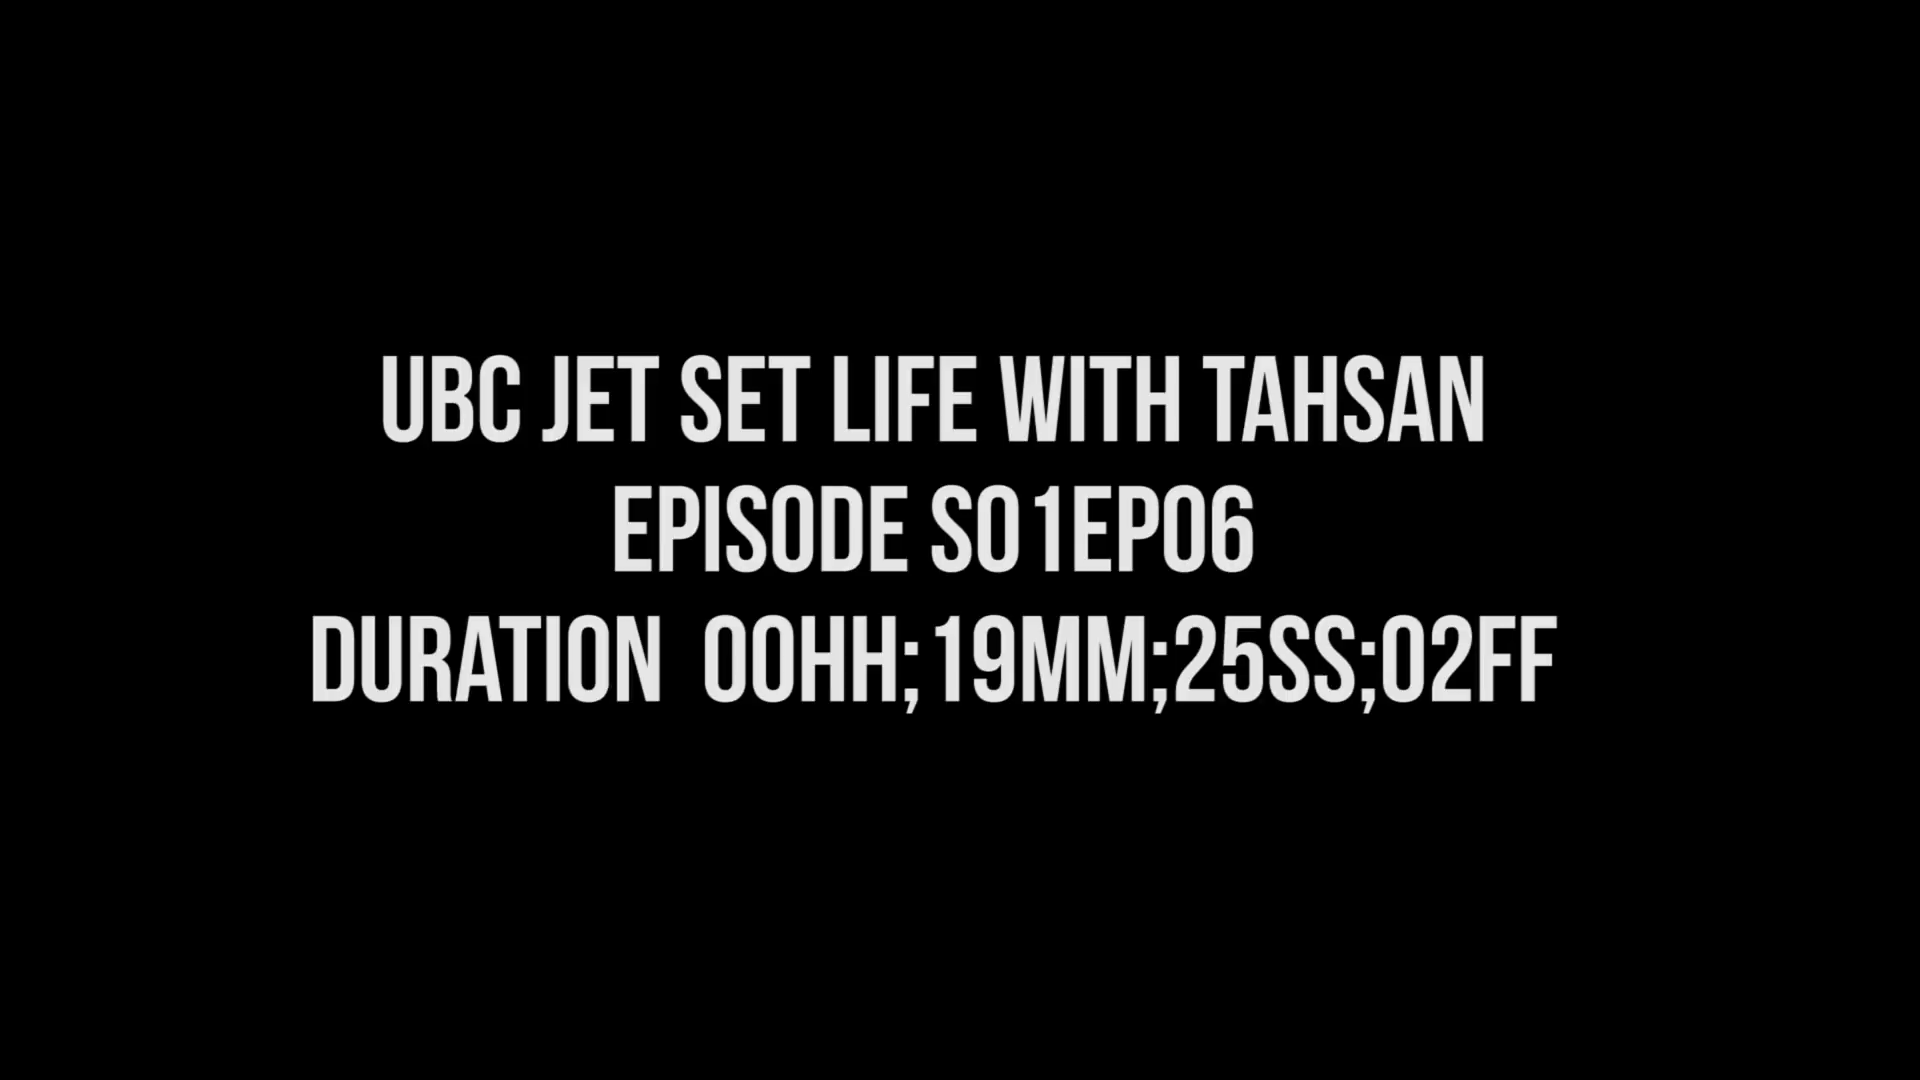 UBC JET SET LIFE WITH TAHSAN
EPISODE S01EP06
DURATION  00HH;19MM;25SS;02FF